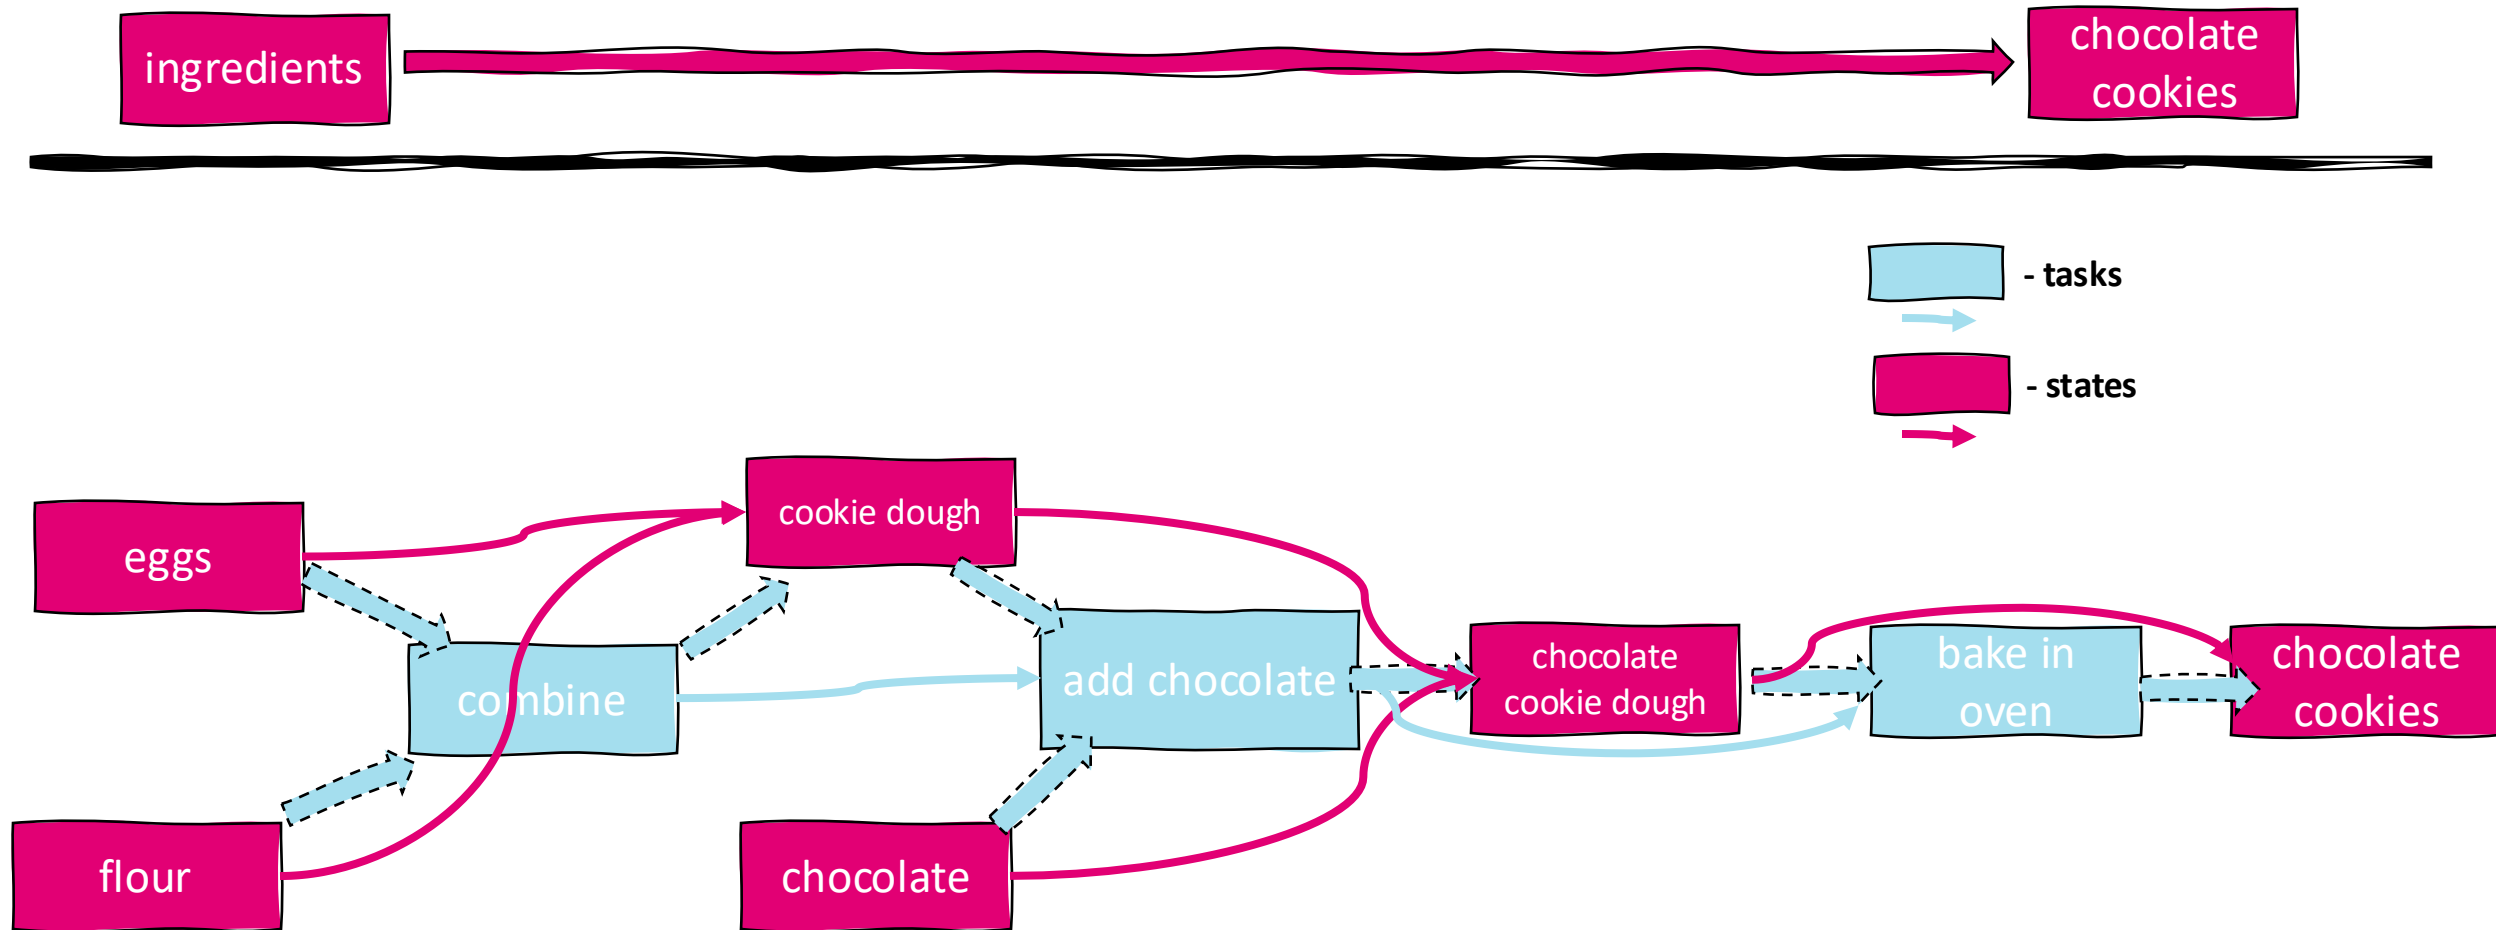 ingredients
chocolate
cookies
- tasks
- states
cookie dough
eggs
combine
add chocolate
chocolate
cookie dough
bake in
oven
chocolate
cookies
flour
chocolate